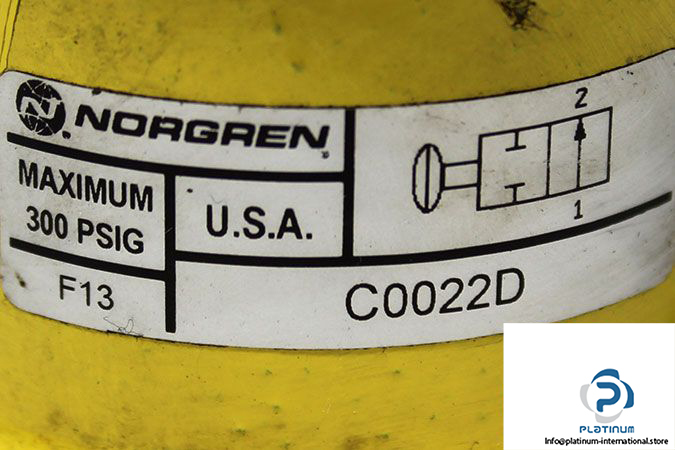 NORGREN
MAXIMUM
300 PSIG
U.S.A.
F13
C0022D
2
1
PLATINUM
Info@platinum-international.store